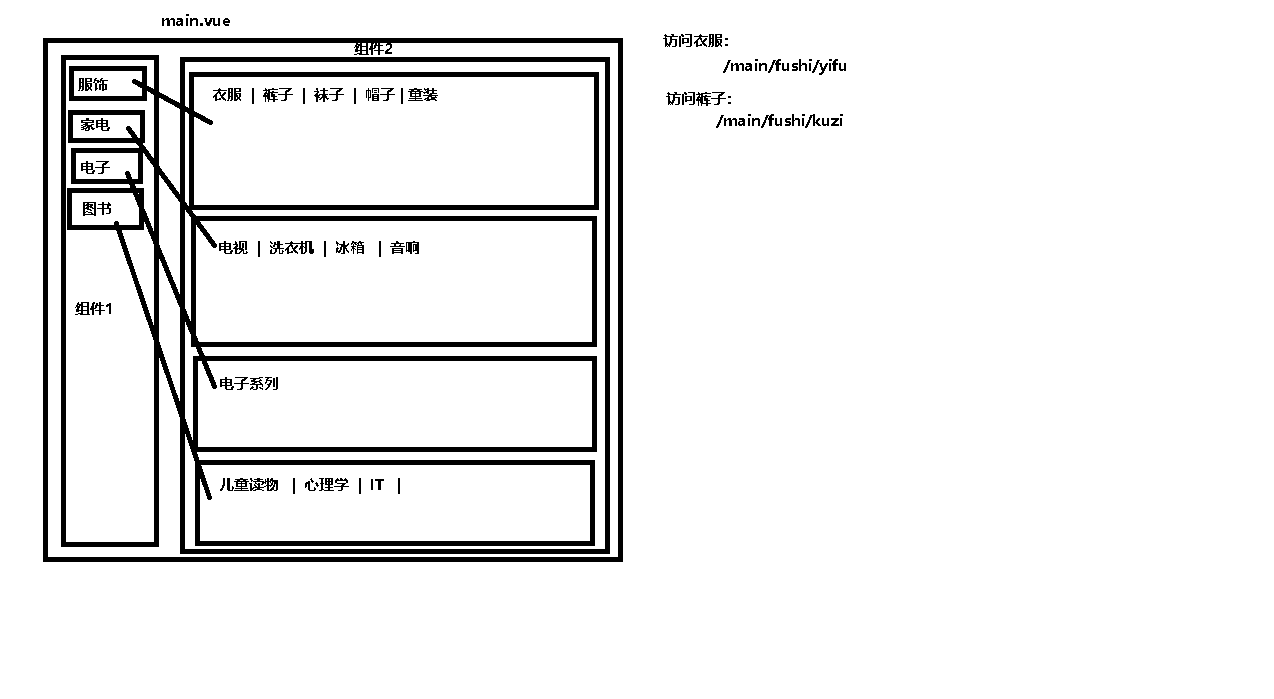 main.vue
组件2
服饰
家电
电子
图书
组件1
衣服 | 裤子 | 袜子 | 帽子 | 童装
电视 | 洗衣机 | 冰箱 | 音响
电子系列
儿童读物 | 心理学 | IT |
访问衣服：
/main/fushi/yifu
访问裤子：
/main/fushi/kuzi